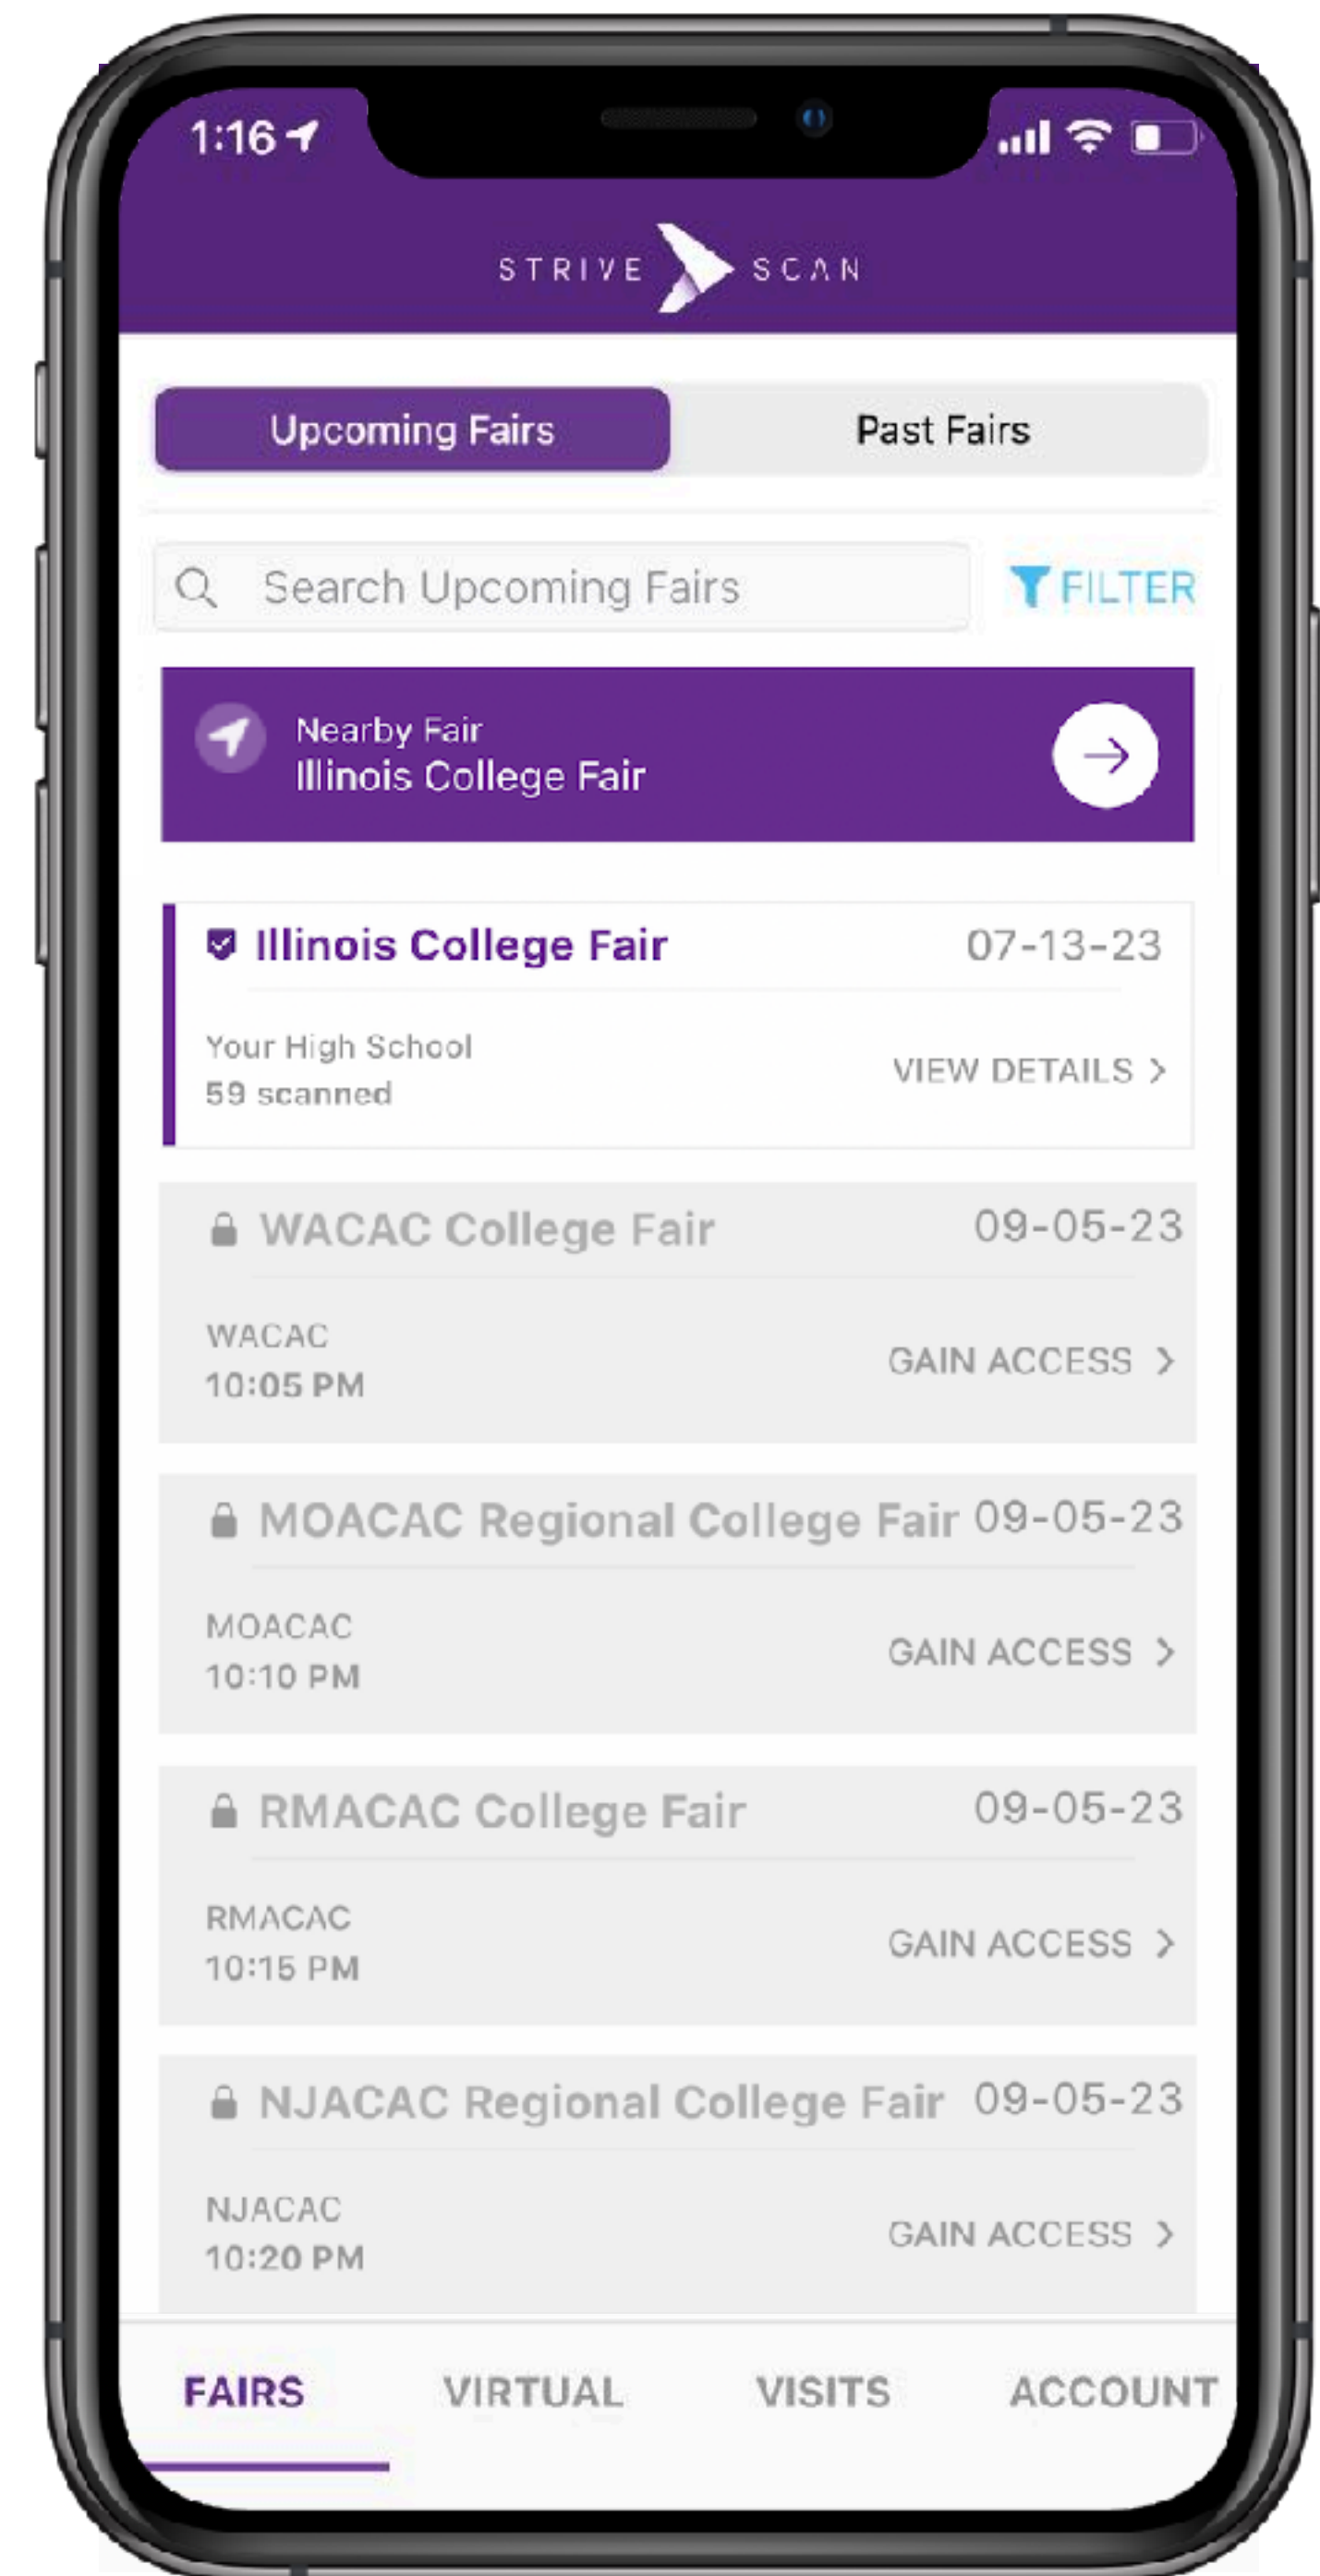 1:16
STRIVE SCAN
Upcoming Fairs Past Fairs
Search Upcoming Fairs FILTER
Nearby Fair
Illinois College Fair
Illinois College Fair 07-13-23
Your High School
59 scanned
VIEW DETAILS >
WACAC College Fair 09-05-23
WACAC
10:05 PM
GAIN ACCESS >
MOACAC Regional College Fair 09-05-23
MOACAC
10:10 PM
GAIN ACCESS >
RMACAC College Fair 09-05-23
RMACAC
10:15 PM
GAIN ACCESS >
NJACAC Regional College Fair 09-05-23
NJACAC
10:20 PM
GAIN ACCESS >
FAIRS VIRTUAL VISITS ACCOUNT